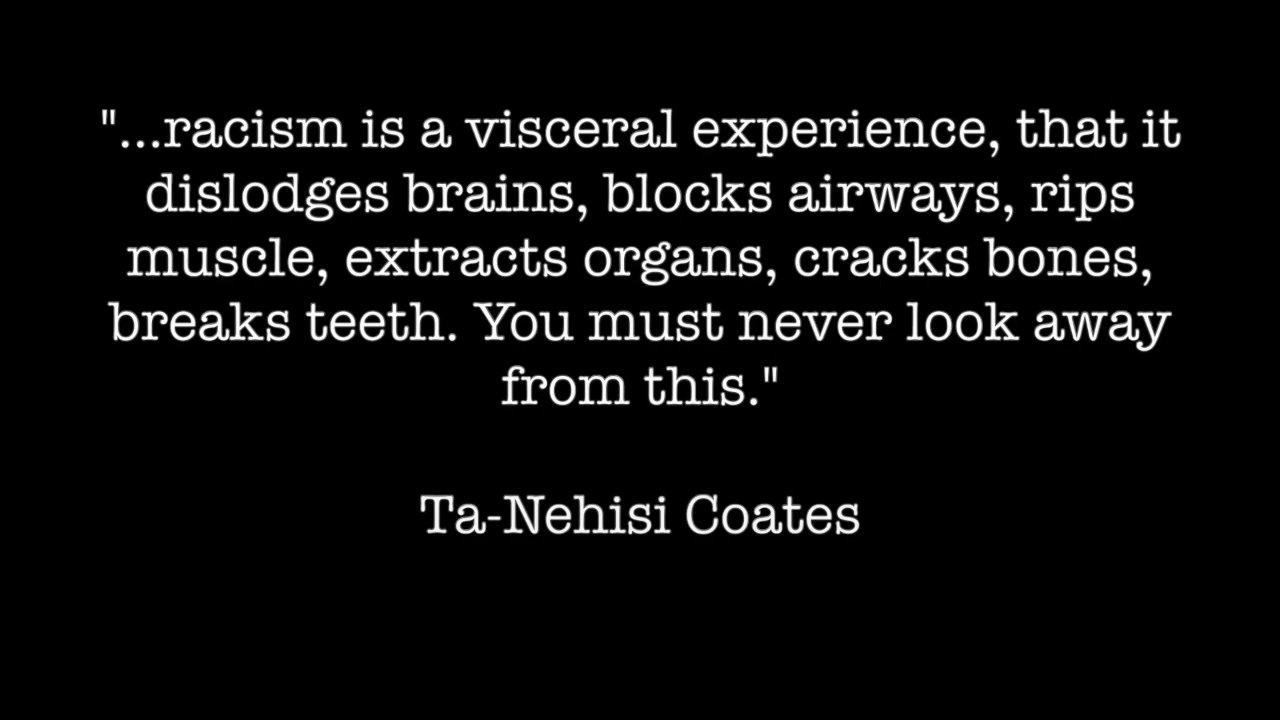 "...racism is a visceral experience, that it
dislodges brains, blocks airways, rips
muscle, extracts organs, cracks bones,
breaks teeth. You must never look away
from this."
Ta-Nehisi Coates